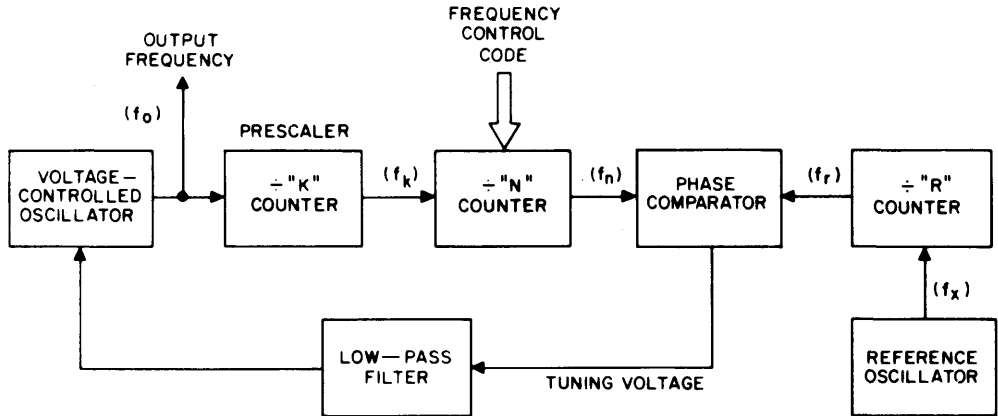 OUTPUT
FREQUENCY
FREQUENCY
CONTROL
CODE
(fo)
PRESCALER
VOLTAGE—
CONTROLLED
OSCILLATOR
÷ "K"
COUNTER
(fk)
÷ "N"
COUNTER
(fn)
PHASE
COMPARATOR
(fr)
÷ "R"
COUNTER
(fx)
LOW—PASS
FILTER
TUNING VOLTAGE
REFERENCE
OSCILLATOR